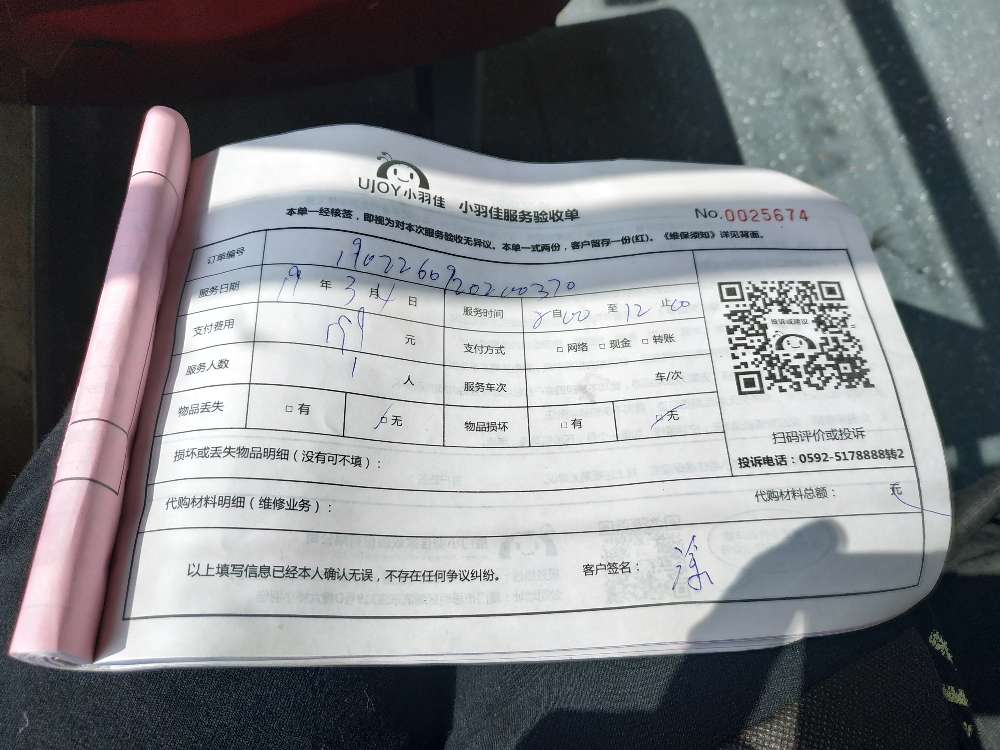 UJOY小羽佳 小羽佳服务验收单 No.0025674
本单一经核签，即视为对本次服务验收无异议。本单一式两份，客户暂存一份(红)。《维保须知》详见背面。
订单编号 19022609202200370
服务日期 19 年 3 月 4 日 服务时间 自 00 至 12 止 00
支付费用 元 支付方式 □ 网络 □ 现金 □ 转账
服务人数 1 人 服务车次 车/次
物品丢失 □ 有 □ 无 物品损坏 □ 有 □ 无
投诉或建议
扫码评价或投诉
投诉电话：0592-5178888转2
损坏或丢失物品明细（没有可不填）：
代购材料明细（维修业务）： 代购材料总额： 元
以上填写信息已经本人确认无误，不存在任何争议纠纷。 客户签名：